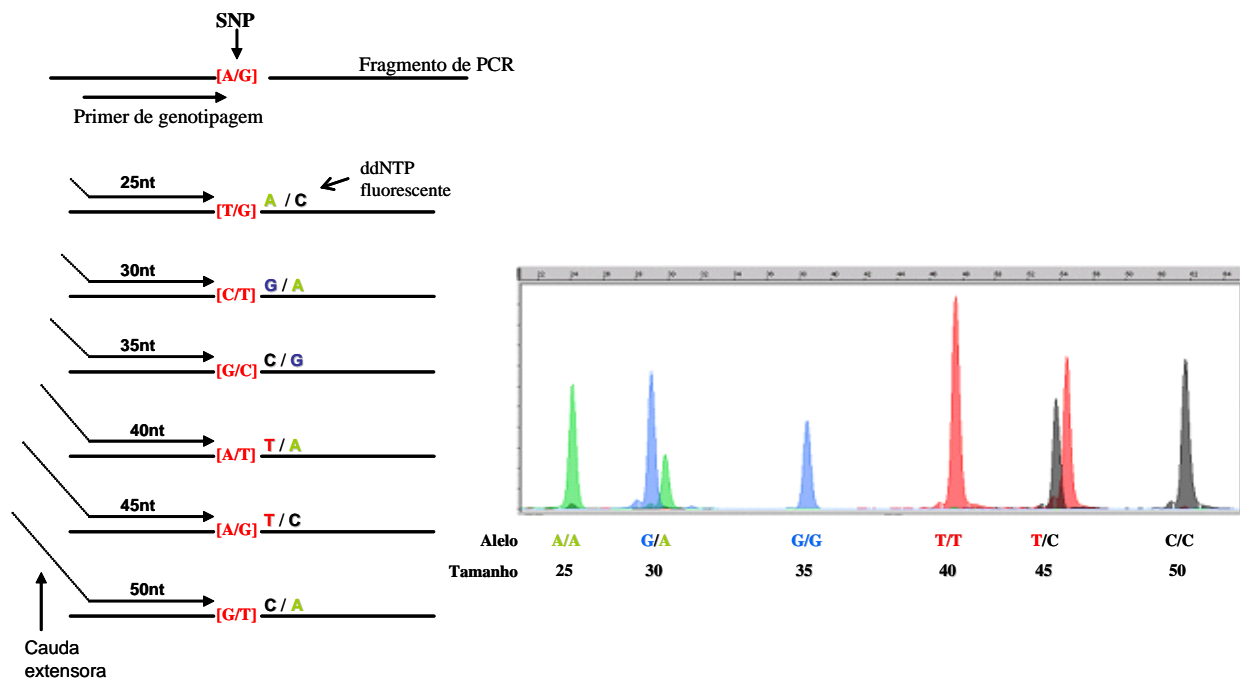 SNP
[A/G]
Fragmento de PCR
Primer de genotipagem
ddNTP
fluorescente
25nt
[T/G] A / C
30nt
[C/T] G / A
35nt
[G/C] C / G
40nt
[A/T] T / A
45nt
[A/G] T / C
50nt
[G/T] C / A
Cauda
extensora
Alelo A/A G/A G/G T/T T/C C/C
Tamanho 25 30 35 40 45 50